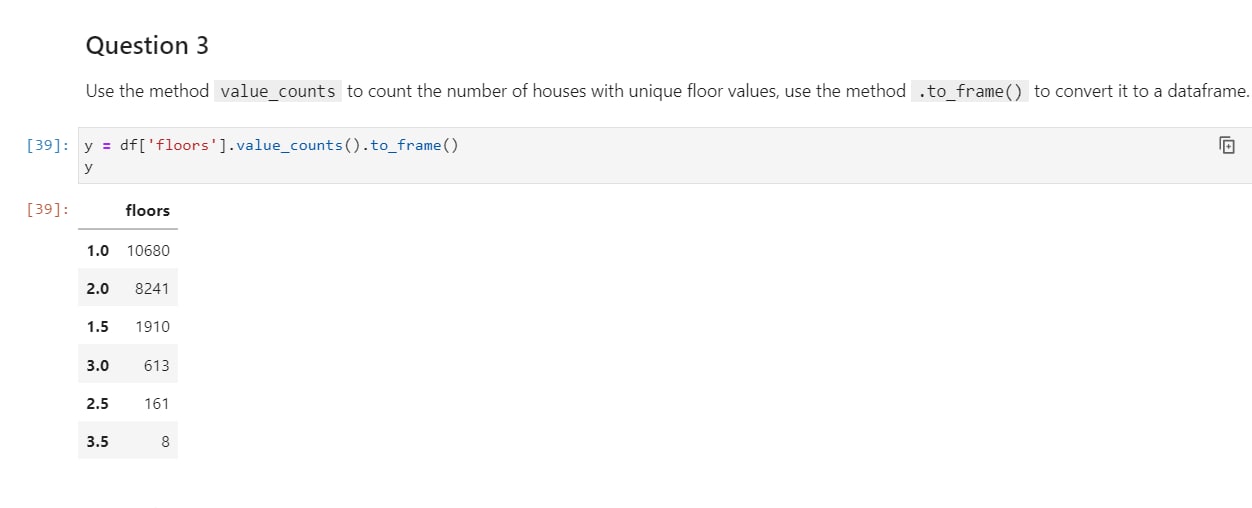 Question 3
Use the method value_counts to count the number of houses with unique floor values, use the method .to_frame() to convert it to a dataframe.
[39]: y = df['floors'].value_counts().to_frame()
y
[39]: floors
1.0 10680
2.0 8241
1.5 1910
3.0 613
2.5 161
3.5 8